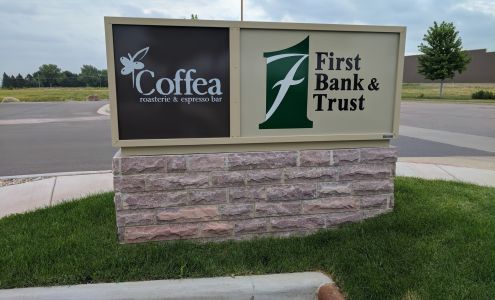 Coffea
roasterie & espresso bar
First
Bank &
Trust